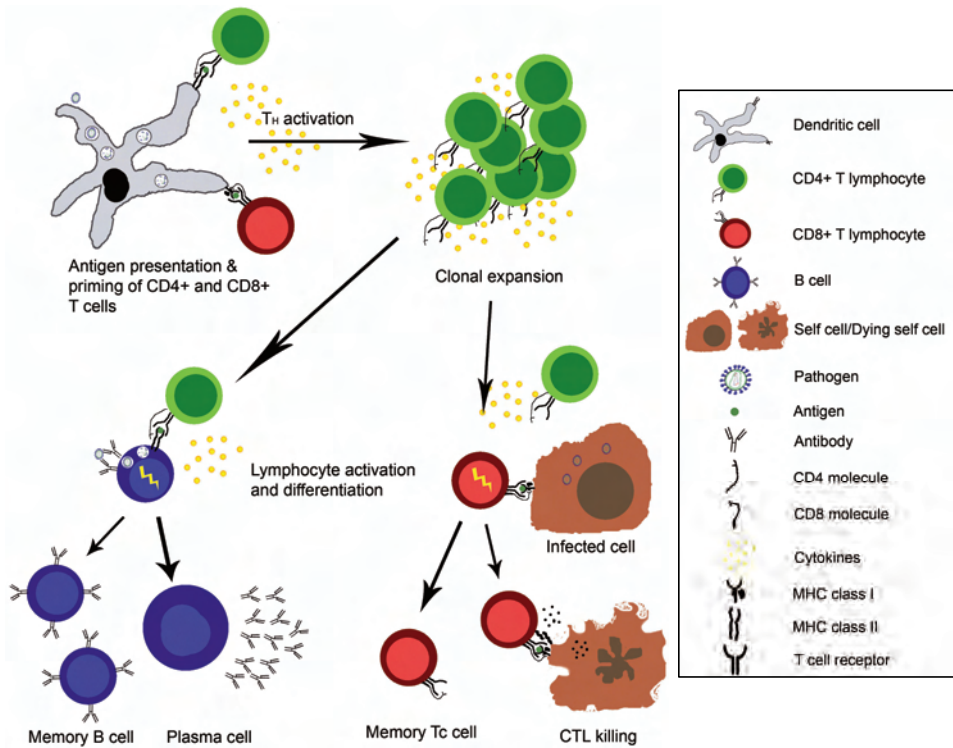 TH activation
Antigen presentation &
priming of CD4+ and CD8+
T cells
Clonal expansion
Lymphocyte activation
and differentiation
Infected cell
Memory B cell
Plasma cell
Memory Tc cell
CTL killing
Dendritic cell
CD4+ T lymphocyte
CD8+ T lymphocyte
B cell
Self cell/Dying self cell
Pathogen
Antigen
Antibody
CD4 molecule
CD8 molecule
Cytokines
MHC class I
MHC class II
T cell receptor